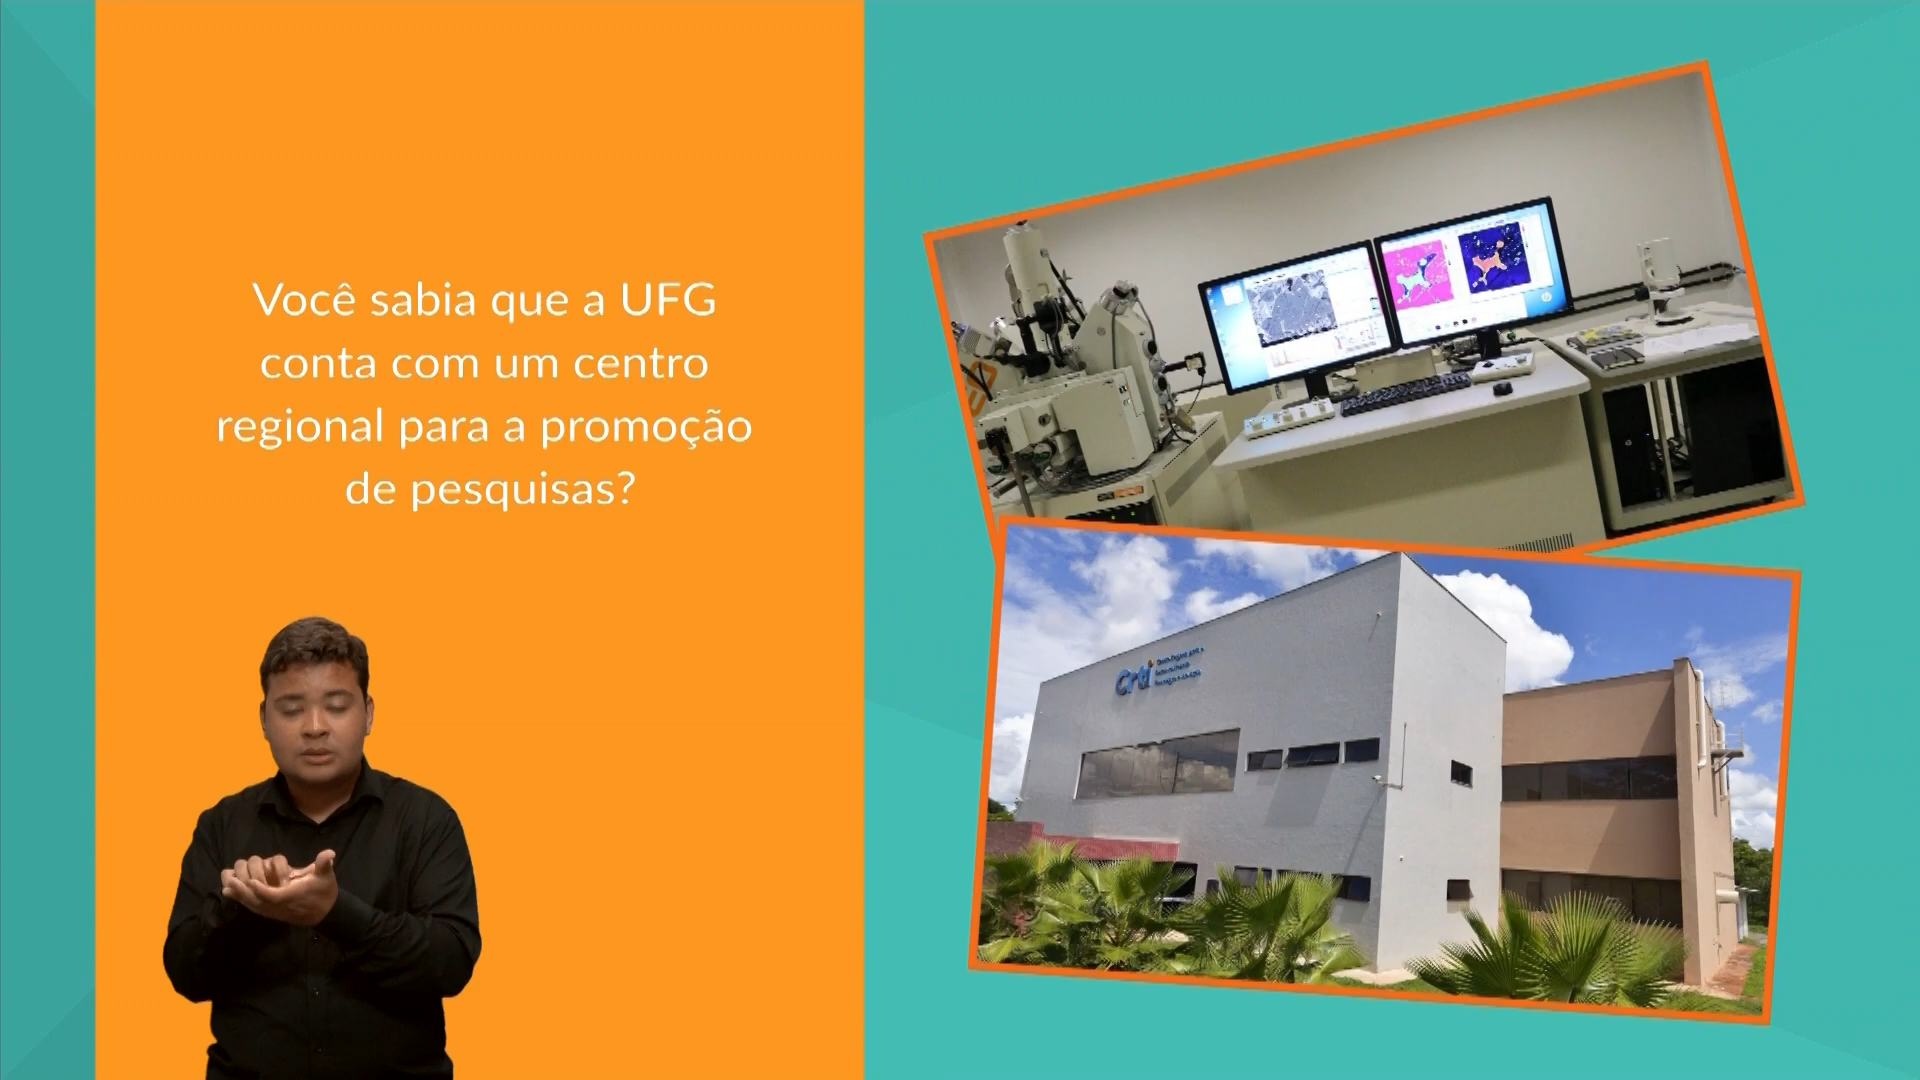 Você sabia que a UFG
conta com um centro
regional para a promoção
de pesquisas?
Crti